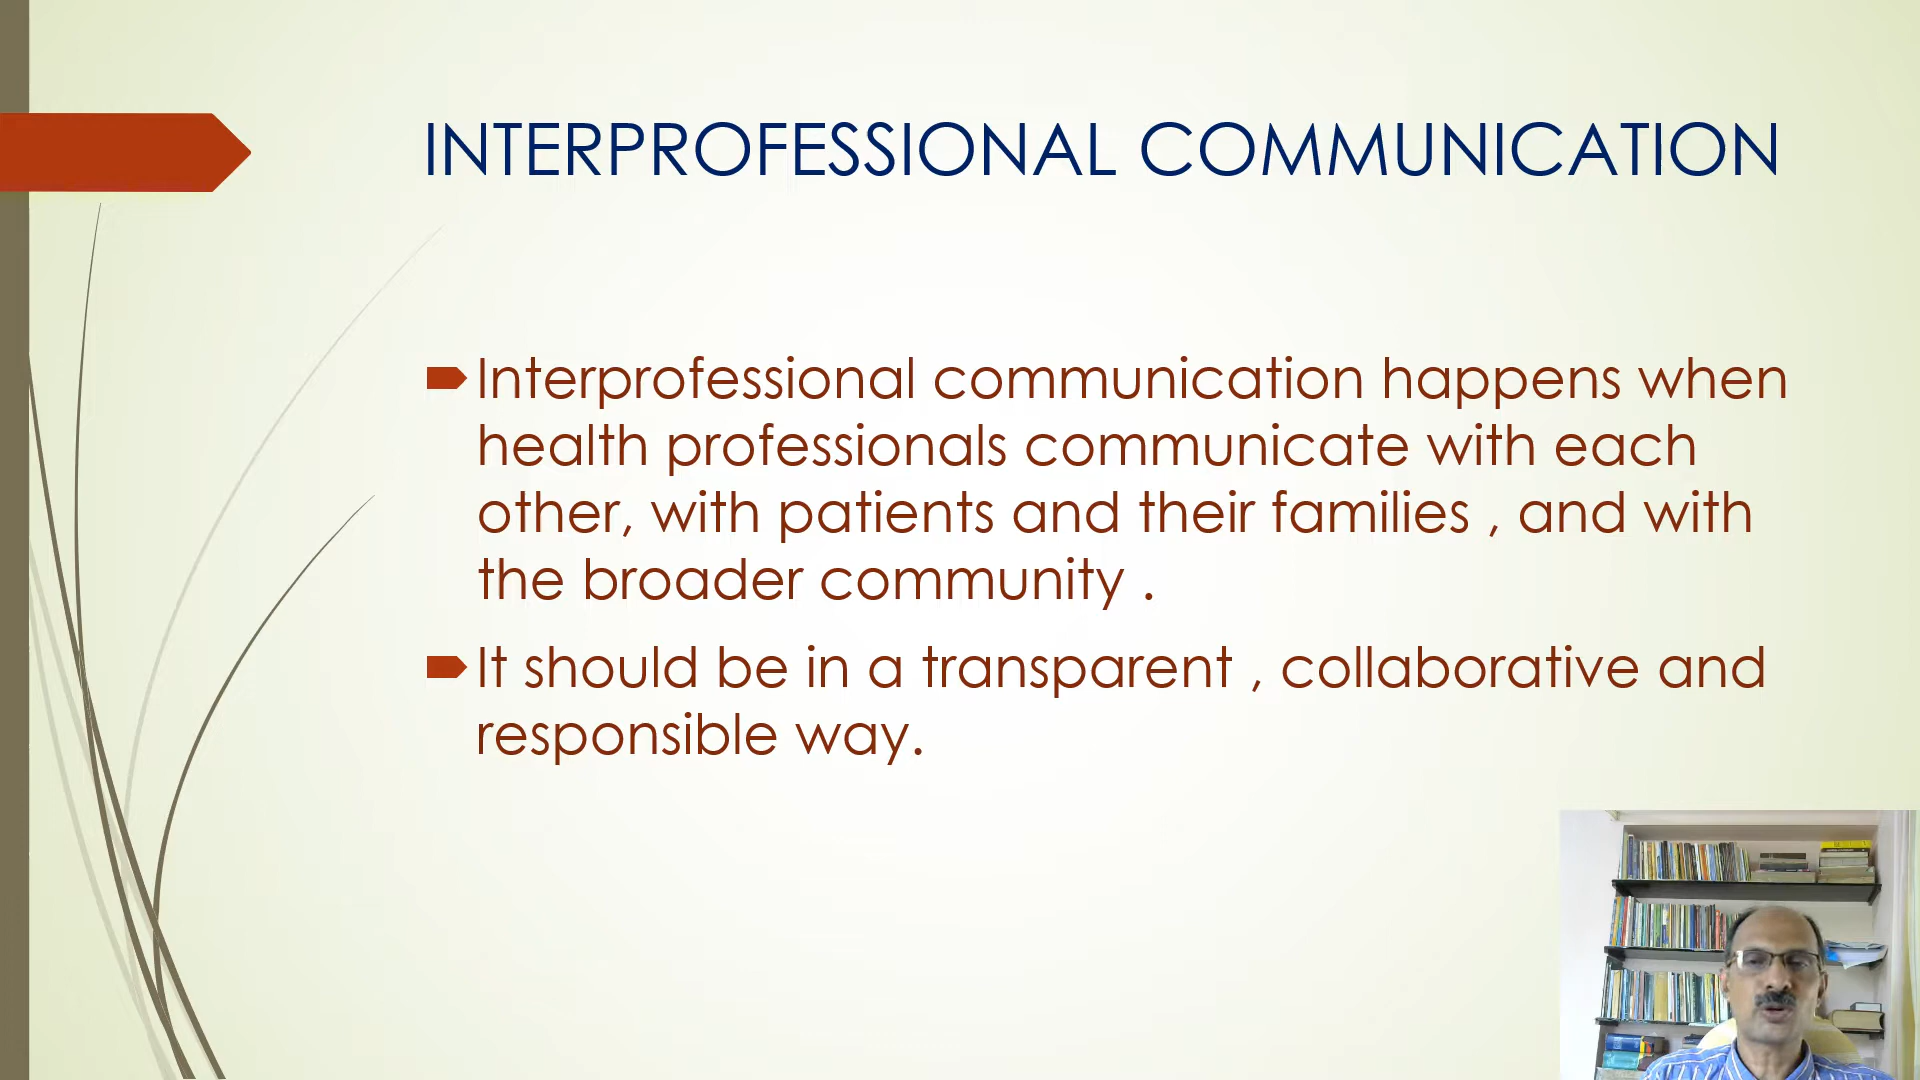 INTERPROFESSIONAL COMMUNICATION
Interprofessional communication happens when
health professionals communicate with each
other, with patients and their families , and with
the broader community .
It should be in a transparent , collaborative and
responsible way.